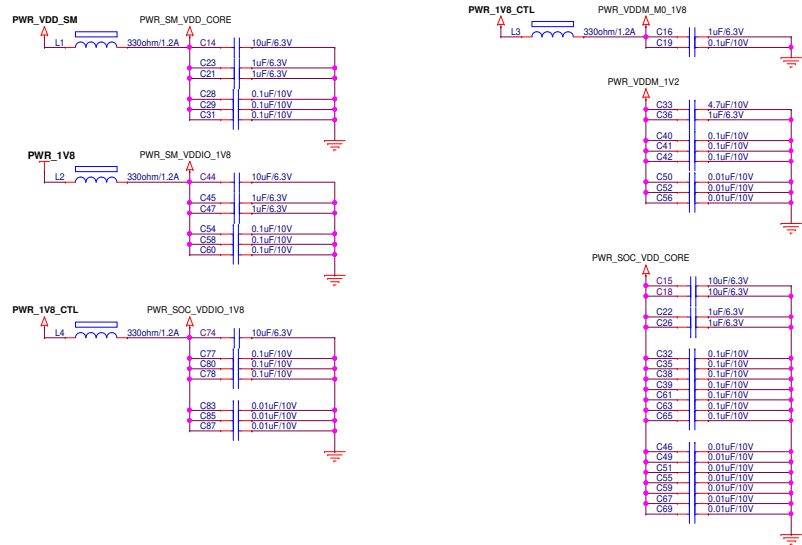 PWR_VDD_SM PWR_SM_VDD_CORE
L1 330ohm/1.2A C14 10uF/6.3V
C23 1uF/6.3V
C21 1uF/6.3V
C28 0.1uF/10V
C29 0.1uF/10V
C31 0.1uF/10V
PWR_1V8 PWR_SM_VDDIO_1V8
L2 330ohm/1.2A C44 10uF/6.3V
C45 1uF/6.3V
C47 1uF/6.3V
C54 0.1uF/10V
C58 0.1uF/10V
C60 0.1uF/10V
PWR_1V8_CTL PWR_SOC_VDDIO_1V8
L4 330ohm/1.2A C74 10uF/6.3V
C77 0.1uF/10V
C80 0.1uF/10V
C78 0.1uF/10V
C83 0.01uF/10V
C85 0.01uF/10V
C87 0.01uF/10V
PWR_1V8_CTL PWR_VDDM_M0_1V8
L3 330ohm/1.2A C16 1uF/6.3V
C19 0.1uF/10V
PWR_VDDM_1V2
C33 4.7uF/10V
C36 1uF/6.3V
C40 0.1uF/10V
C41 0.1uF/10V
C42 0.1uF/10V
C50 0.01uF/10V
C52 0.01uF/10V
C56 0.01uF/10V
PWR_SOC_VDD_CORE
C15 10uF/6.3V
C18 10uF/6.3V
C22 1uF/6.3V
C26 1uF/6.3V
C32 0.1uF/10V
C35 0.1uF/10V
C38 0.1uF/10V
C39 0.1uF/10V
C61 0.1uF/10V
C63 0.1uF/10V
C65 0.1uF/10V
C46 0.01uF/10V
C49 0.01uF/10V
C51 0.01uF/10V
C55 0.01uF/10V
C59 0.01uF/10V
C67 0.01uF/10V
C69 0.01uF/10V